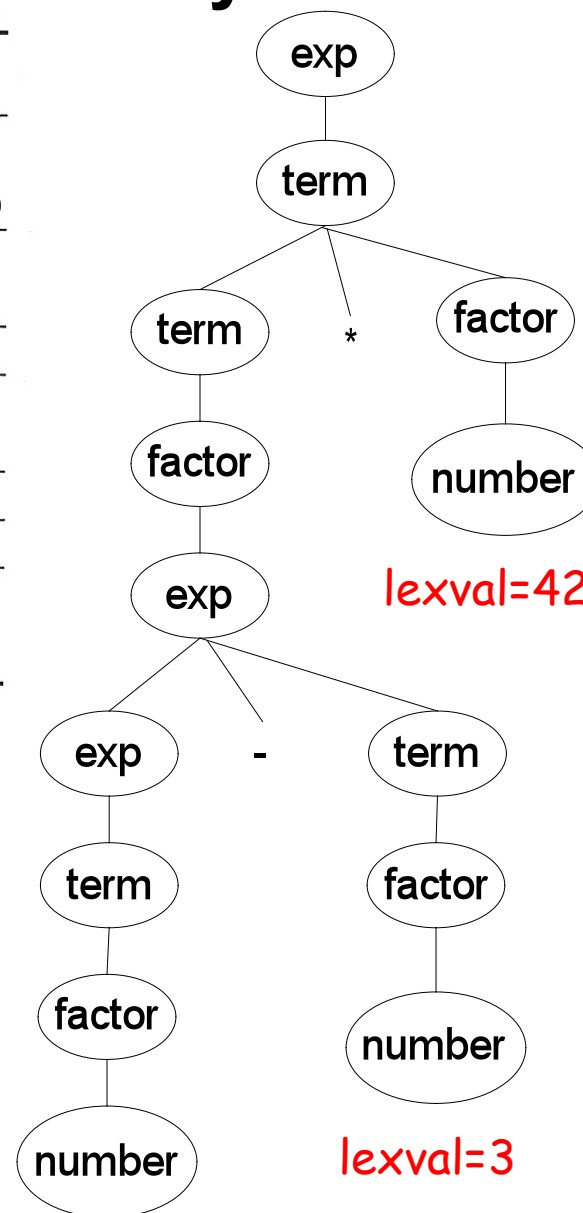 exp
term
term * factor
factor number
exp lexval=42
exp - term
term factor
factor number
number lexval=3